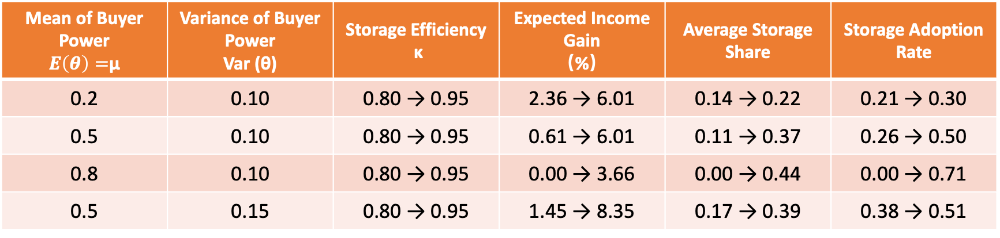 Mean of Buyer Power E(θ) =μ
Variance of Buyer Power Var (θ)
Storage Efficiency κ
Expected Income Gain (%)
Average Storage Share
Storage Adoption Rate
0.2 0.10 0.80 → 0.95 2.36 → 6.01 0.14 → 0.22 0.21 → 0.30
0.5 0.10 0.80 → 0.95 0.61 → 6.01 0.11 → 0.37 0.26 → 0.50
0.8 0.10 0.80 → 0.95 0.00 → 3.66 0.00 → 0.44 0.00 → 0.71
0.5 0.15 0.80 → 0.95 1.45 → 8.35 0.17 → 0.39 0.38 → 0.51